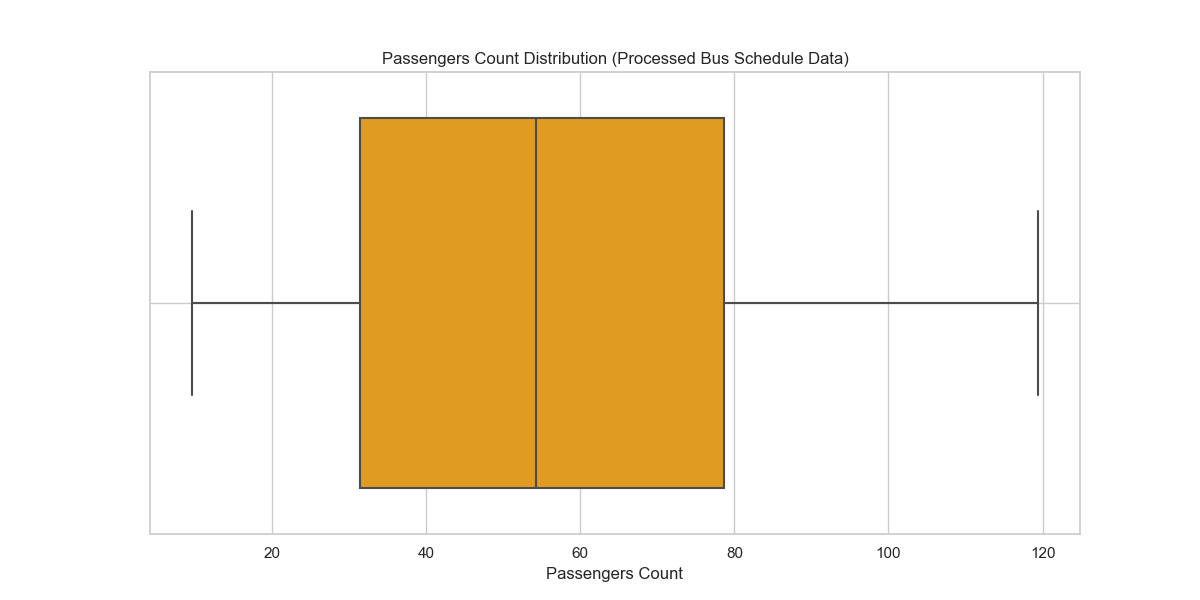 Passengers Count Distribution (Processed Bus Schedule Data)
20 40 60 80 100 120
Passengers Count